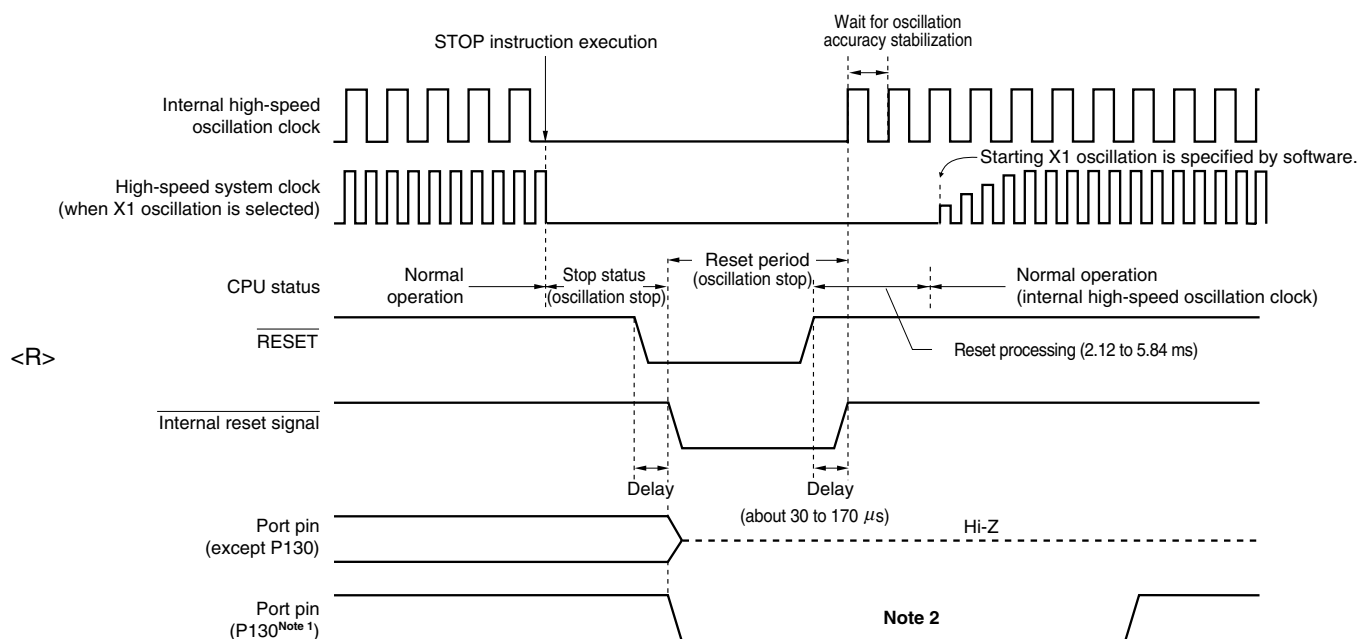 Wait for oscillation
accuracy stabilization
STOP instruction execution
Internal high-speed
oscillation clock
Starting X1 oscillation is specified by software.
High-speed system clock
(when X1 oscillation is selected)
CPU status
Normal
operation
Stop status
(oscillation stop)
Reset period
(oscillation stop)
Normal operation
(internal high-speed oscillation clock)
RESET
<R>
Reset processing (2.12 to 5.84 ms)
Internal reset signal
Delay
Delay
(about 30 to 170 μs)
Port pin
(except P130)
Hi-Z
Port pin
(P130Note 1)
Note 2